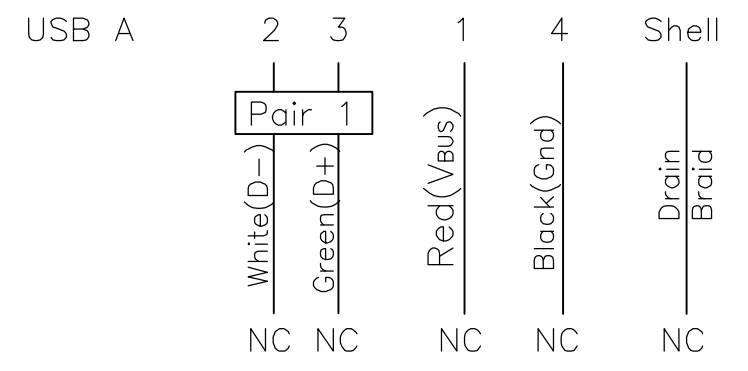 USB A 2 3 1 4 Shell
Pair 1
White(D-)
Green(D+)
Red(VBUS)
Black(Gnd)
Drain
Braid
NC NC NC NC NC